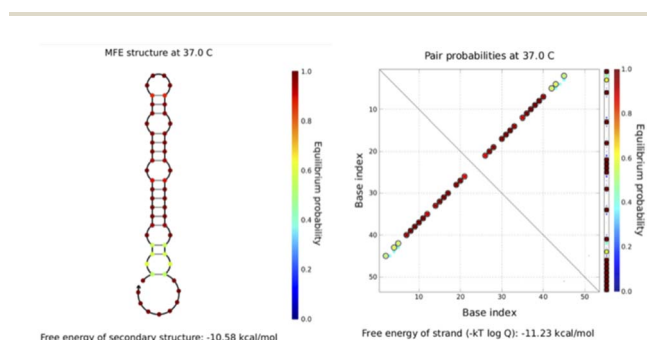 MFE structure at 37.0 C
1.0
0.8
0.6
0.4
0.2
0.0
Equilibrium probability
Free energy of secondary structure: -10.58 kcal/mol
Pair probabilities at 37.0 C
Base index
10
20
30
40
50
10
20
30
40
50
Base index
1.0
0.8
0.6
0.4
0.2
0.0
Equilibrium probability
Free energy of strand (-kT log Q): -11.23 kcal/mol